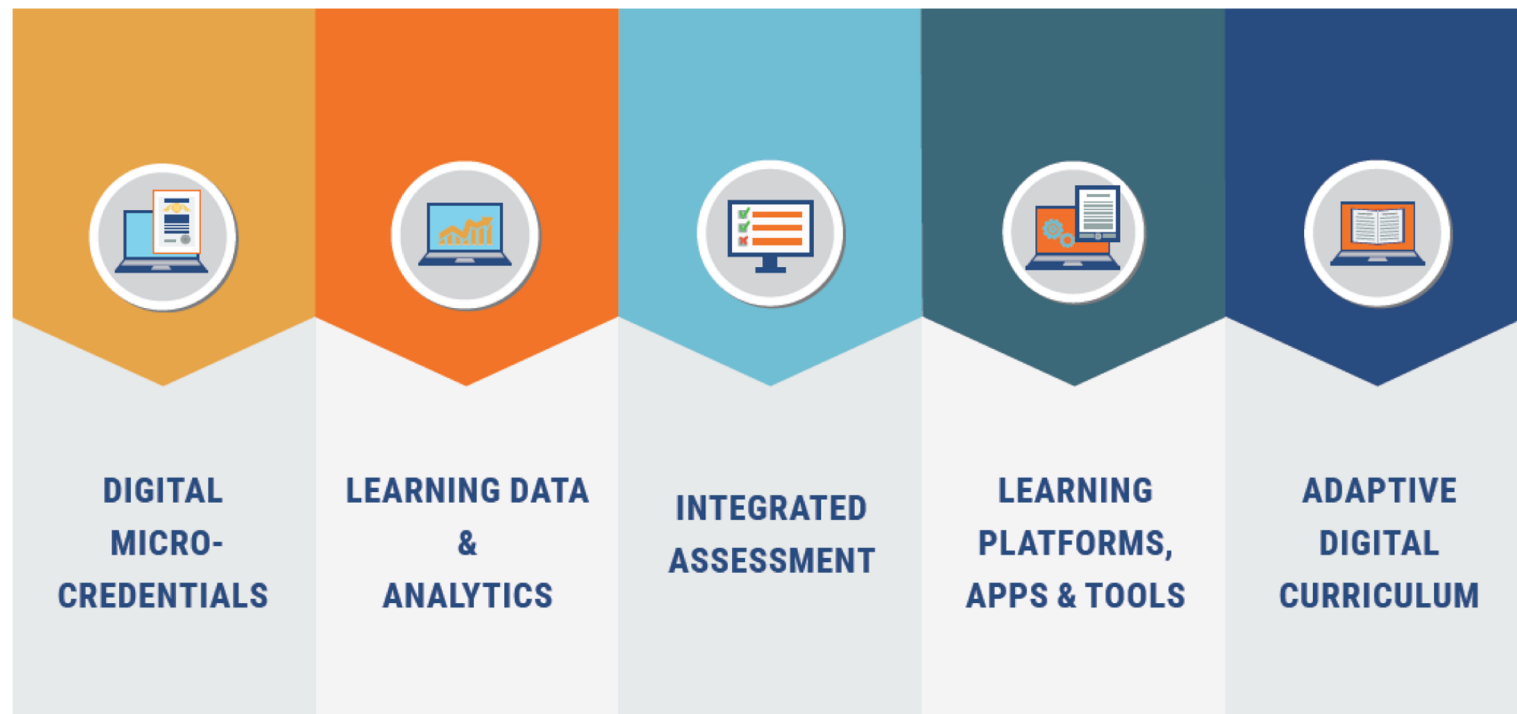 DIGITAL
MICRO-
CREDENTIALS
LEARNING DATA
&
ANALYTICS
INTEGRATED
ASSESSMENT
LEARNING
PLATFORMS,
APPS & TOOLS
ADAPTIVE
DIGITAL
CURRICULUM